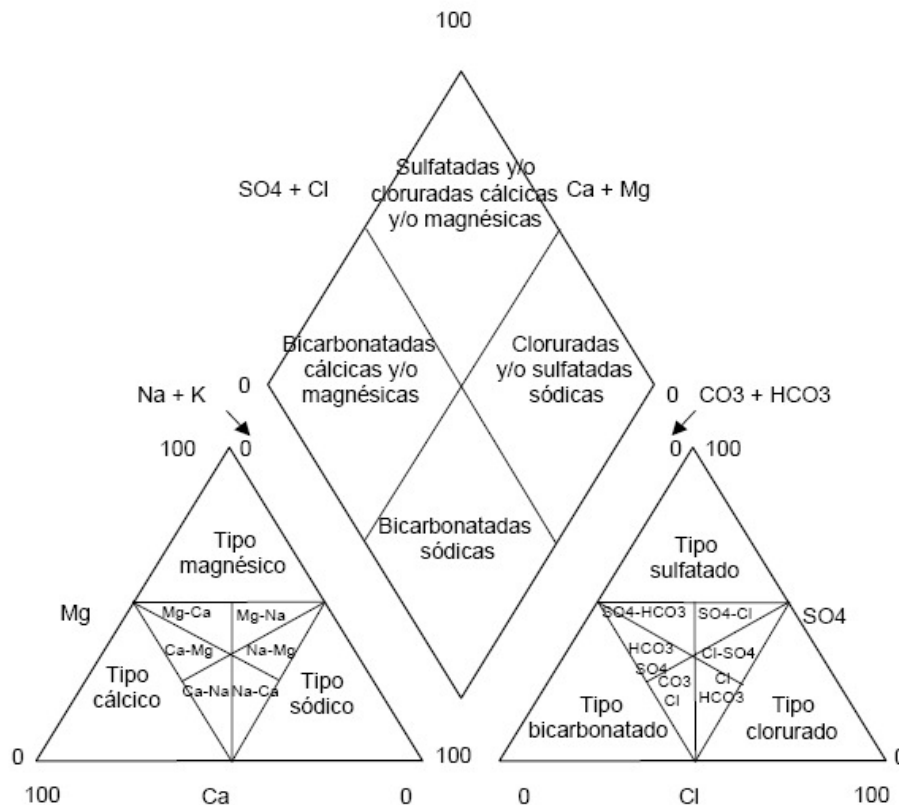 100
Sulfatadas y/o
SO4 + Cl
cloruradas cálcicas
Ca + Mg
y/o magnésicas
Bicarbonatadas
cálcicas y/o
magnésicas
Cloruradas
y/o sulfatadas
sódicas
0
0
Na + K
CO3 + HCO3
100
0
0
100
Bicarbonatadas
sódicas
Tipo
magnésico
Tipo
sulfatado
Mg
Mg-Ca
Mg-Na
SO4-HCO3
SO4-Cl
SO4
Ca-Mg
Na-Mg
HCO3
SO4
Cl-SO4
Ca-Na
Na-Ca
CO3
Cl
Cl
HCO3
Tipo
cálcico
Tipo
sódico
Tipo
bicarbonatado
Tipo
clorurado
0
100
0
100
Ca
0
0
Cl
100